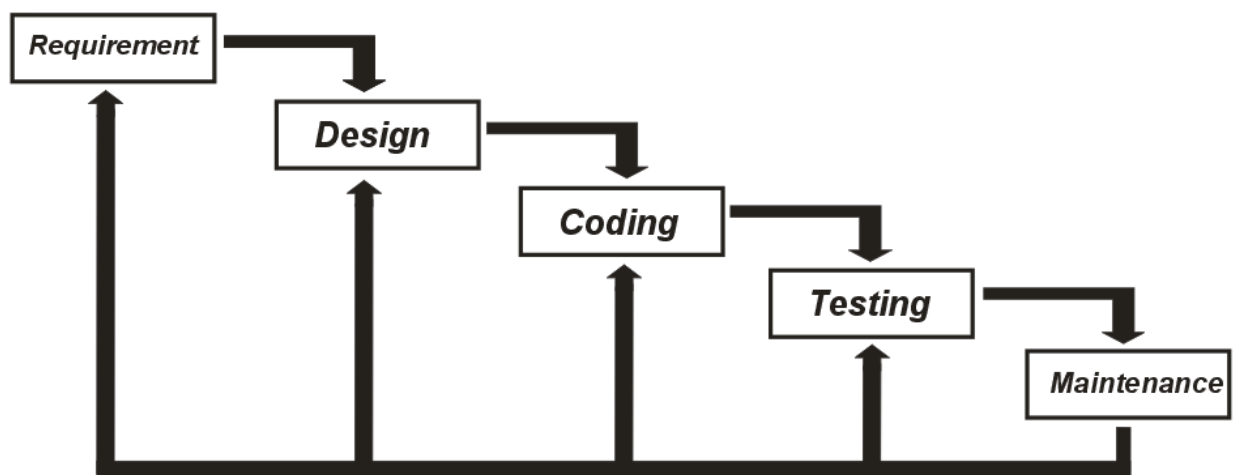 Requirement
Design
Coding
Testing
Maintenance